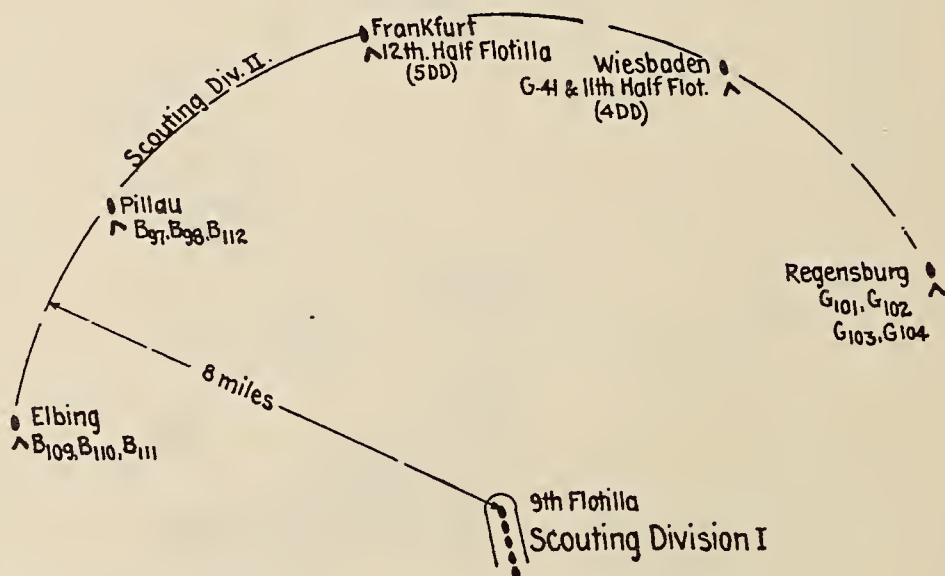 Frankfurt
12th. Half Flotilla
(5DD)
Wiesbaden
G-41 & 11th Half Flot.
(4DD)
Scouting Div. II.
Pillau
B97, B98, B112
Regensburg
G101, G102
G103, G104
8 miles
Elbing
B109, B110, B111
9th Flotilla
Scouting Division I